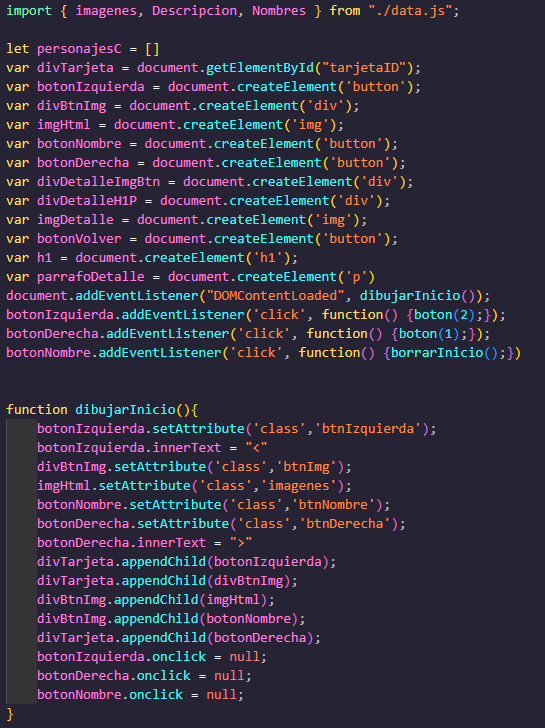 import { imagenes, Descripcion, Nombres } from "./data.js";
let personajesC = []
var divTarjeta = document.getElementById("tarjetaID");
var botonIzquierda = document.createElement('button');
var divBtnImg = document.createElement('div');
var imgHtml = document.createElement('img');
var botonNombre = document.createElement('button');
var botonDerecha = document.createElement('button');
var divDetalleImgBtn = document.createElement('div');
var divDetalleH1P = document.createElement('div');
var imgDetalle = document.createElement('img');
var botonVolver = document.createElement('button');
var h1 = document.createElement('h1');
var parrafoDetalle = document.createElement('p')
document.addEventListener("DOMContentLoaded", dibujarInicio());
botonIzquierda.addEventListener('click', function() {boton(2);});
botonDerecha.addEventListener('click', function() {boton(1);});
botonNombre.addEventListener('click', function() {borrarInicio();})
function dibujarInicio(){
botonIzquierda.setAttribute('class','btnIzquierda');
botonIzquierda.innerText = "<"
divBtnImg.setAttribute('class','btnImg');
imgHtml.setAttribute('class','imagenes');
botonNombre.setAttribute('class','btnNombre');
botonDerecha.setAttribute('class','btnDerecha');
botonDerecha.innerText = ">"
divTarjeta.appendChild(botonIzquierda);
divTarjeta.appendChild(divBtnImg);
divBtnImg.appendChild(imgHtml);
divBtnImg.appendChild(botonNombre);
divTarjeta.appendChild(botonDerecha);
botonIzquierda.onclick = null;
botonDerecha.onclick = null;
botonNombre.onclick = null;
}